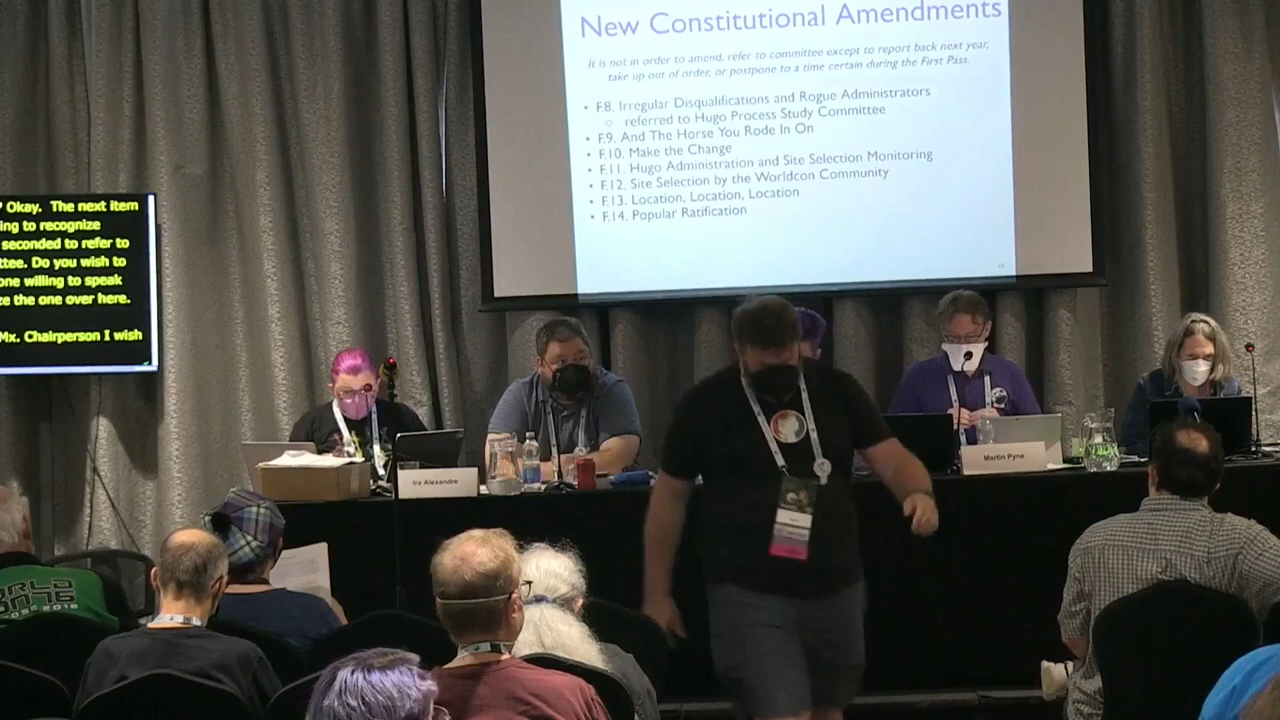 New Constitutional Amendments
It is not in order to amend, refer to committee except to report back next year,
take up out of order, or postpone to a time certain during the First Pass.
• F.8. Irregular Disqualifications and Rogue Administrators
○ referred to Hugo Process Study Committee
• F.9. And The Horse You Rode In On
• F.10. Make the Change
• F.11. Hugo Administration and Site Selection Monitoring
• F.12. Site Selection by the Worldcon Community
• F.13. Location, Location, Location
• F.14. Popular Ratification
? Okay. The next item
ing to recognize
seconded to refer to
ttee. Do you wish to
one willing to speak
ze the one over here.
Mx. Chairperson I wish
Ira Alexandre
Martin Pyne
ORLD
ON76
OSE 2018